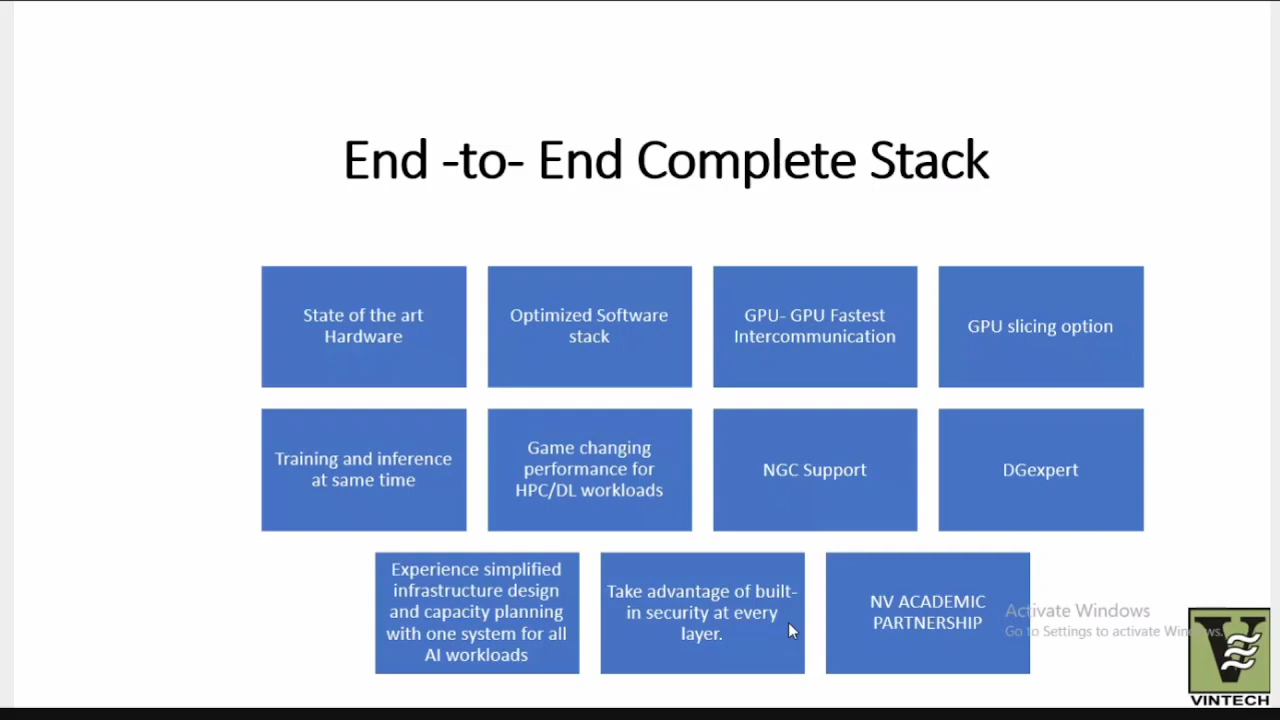 End -to- End Complete Stack
State of the art
Hardware
Optimized Software
stack
GPU- GPU Fastest
Intercommunication
GPU slicing option
Training and inference
at same time
Game changing
performance for
HPC/DL workloads
NGC Support
DGexpert
Experience simplified
infrastructure design
and capacity planning
with one system for all
AI workloads
Take advantage of built-
in security at every
layer.
NV ACADEMIC
PARTNERSHIP
Activate Windows
Go to Settings to activate Windows.
V
VINTECH